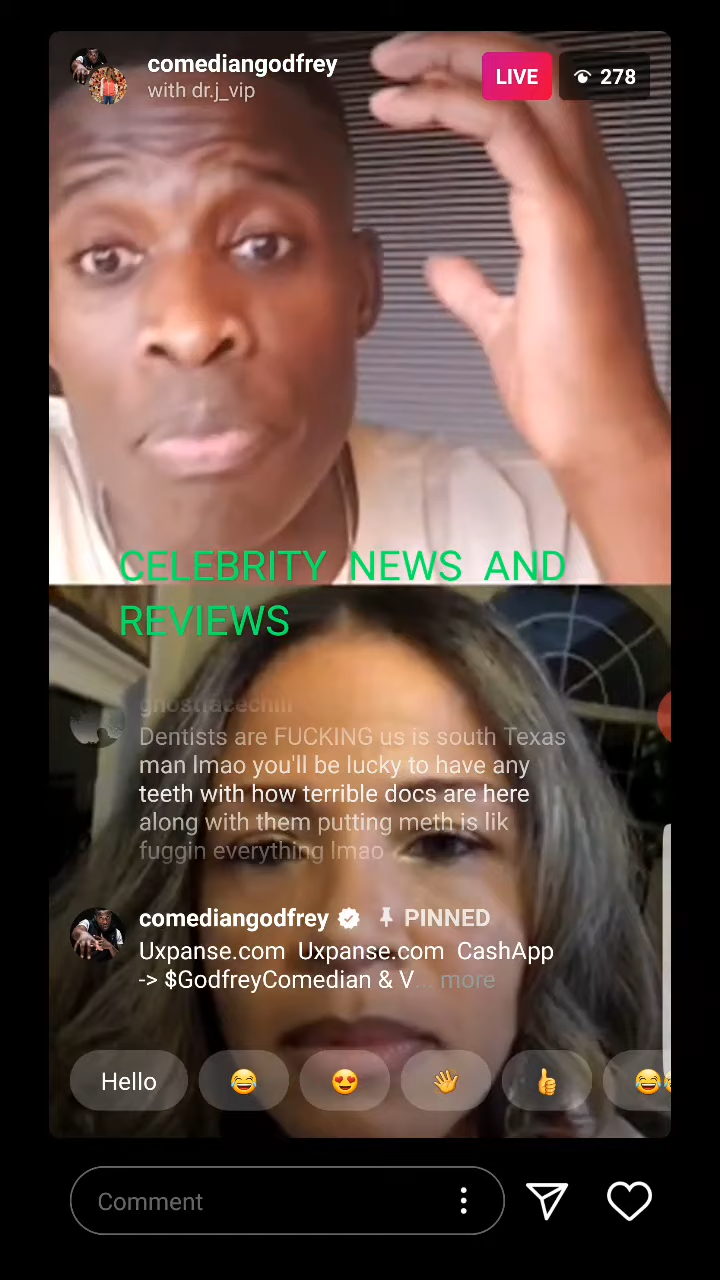 comediangodfrey
LIVE
278
with dr.j_vip
CELEBRITY NEWS AND
REVIEWS
ghostfacechill
Dentists are FUCKING us is south Texas
man lmao you'll be lucky to have any
teeth with how terrible docs are here
along with them putting meth is lik
fuggin everything lmao
comediangodfrey PINNED
Uxpanse.com Uxpanse.com CashApp
-> $GodfreyComedian & V... more
Hello
Comment